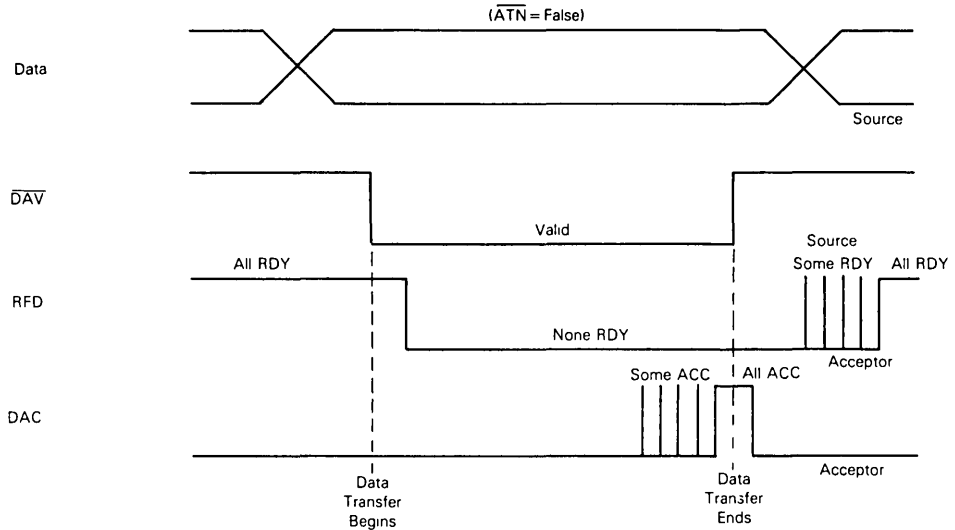 (ATN = False)
Data
Source
DAV
Valid
Source
All RDY
Some RDY
All RDY
RFD
None RDY
Acceptor
Some ACC
All ACC
DAC
Acceptor
Data
Transfer
Begins
Data
Transfer
Ends